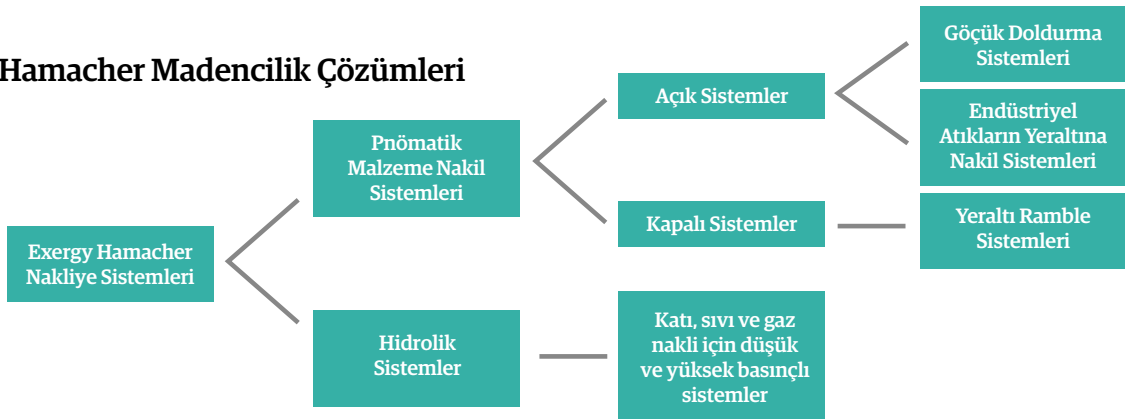 Hamacher Madencilik Çözümleri
Exergy Hamacher
Nakliye Sistemleri
Pnömatik
Malzeme Nakil
Sistemleri
Hidrolik
Sistemler
Açık Sistemler
Kapalı Sistemler
Katı, sıvı ve gaz
nakli için düşük
ve yüksek basınçlı
sistemler
Göçük Doldurma
Sistemleri
Endüstriyel
Atıkların Yeraltına
Nakil Sistemleri
Yeraltı Ramble
Sistemleri